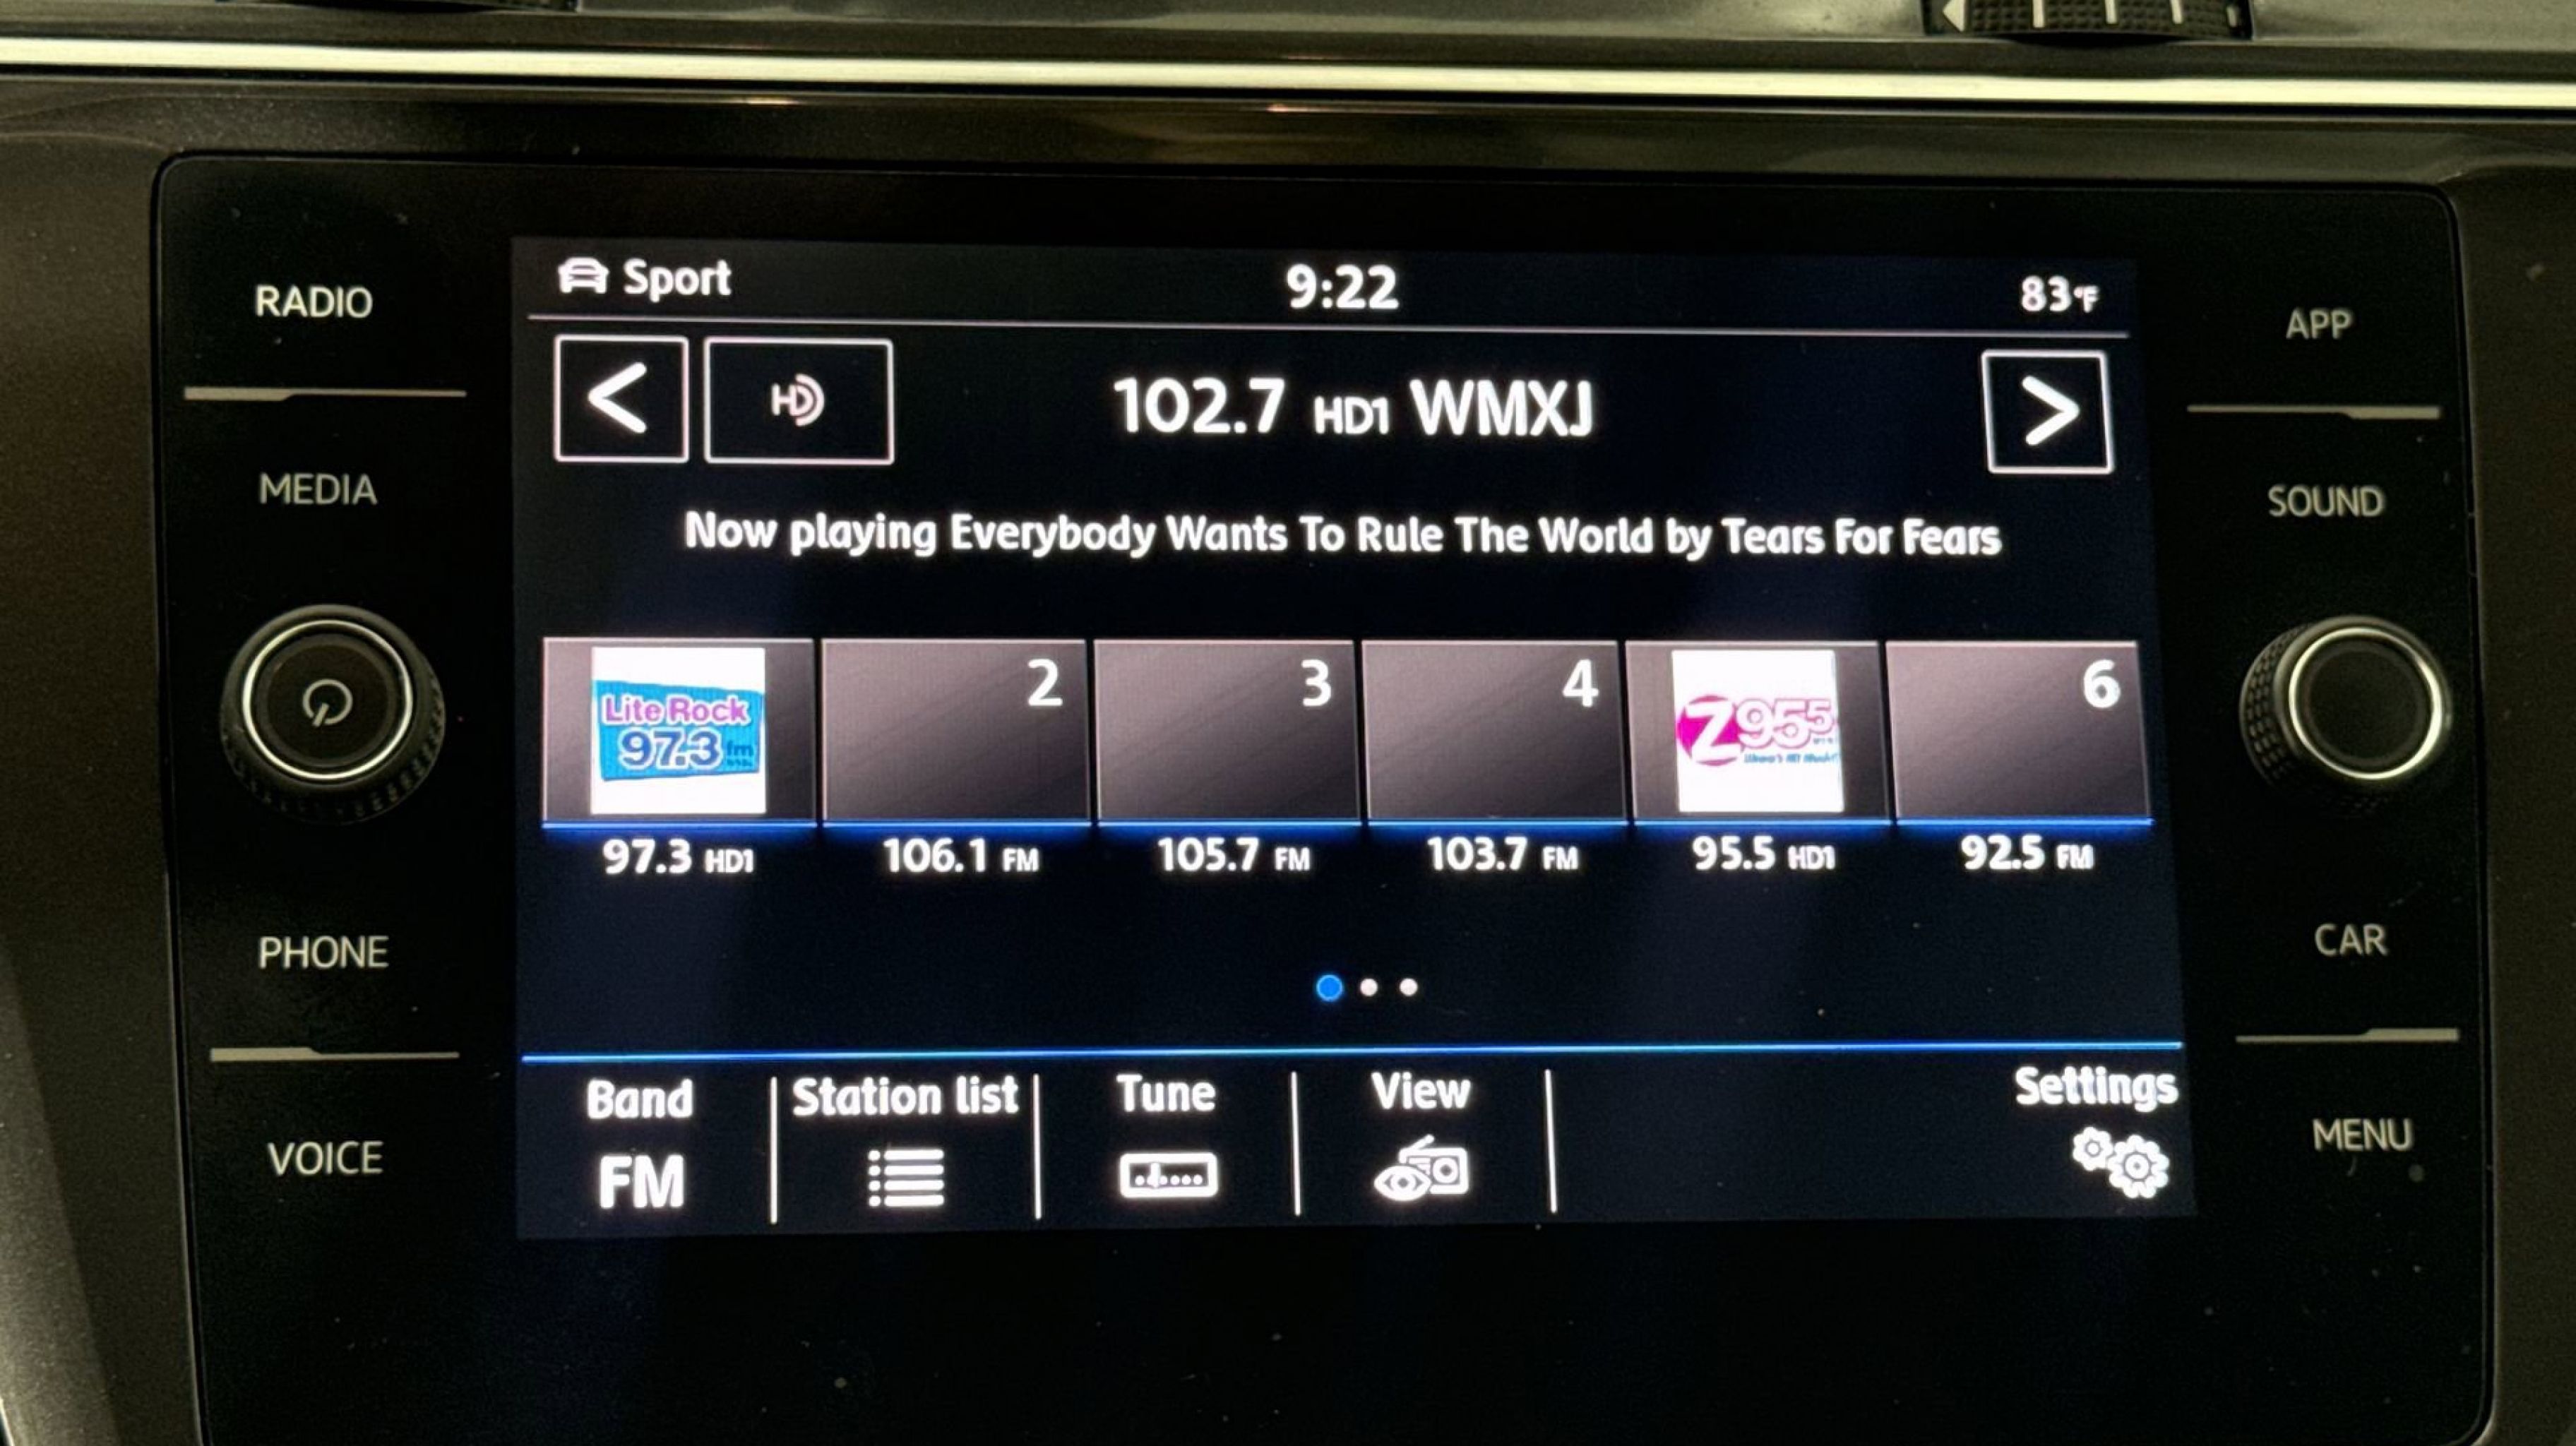 RADIO
MEDIA
PHONE
VOICE
Sport
9:22
83°F
<
HD
102.7 HD1 WMXJ
>
Now playing Everybody Wants To Rule The World by Tears For Fears
Lite Rock
97.3 fm
2
3
4
Z95.5
6
97.3 HD1
106.1 FM
105.7 FM
103.7 FM
95.5 HD1
92.5 FM
Band
FM
Station list
Tune
View
Settings
APP
SOUND
CAR
MENU